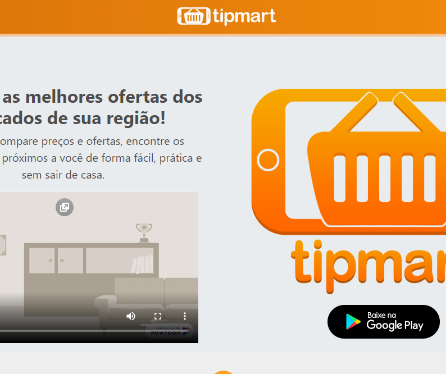 tipmart
as melhores ofertas dos
cados de sua região!
ompare preços e ofertas, encontre os
próximos a você de forma fácil, prática e
sem sair de casa.
tipmar
Baixe no
Google Play